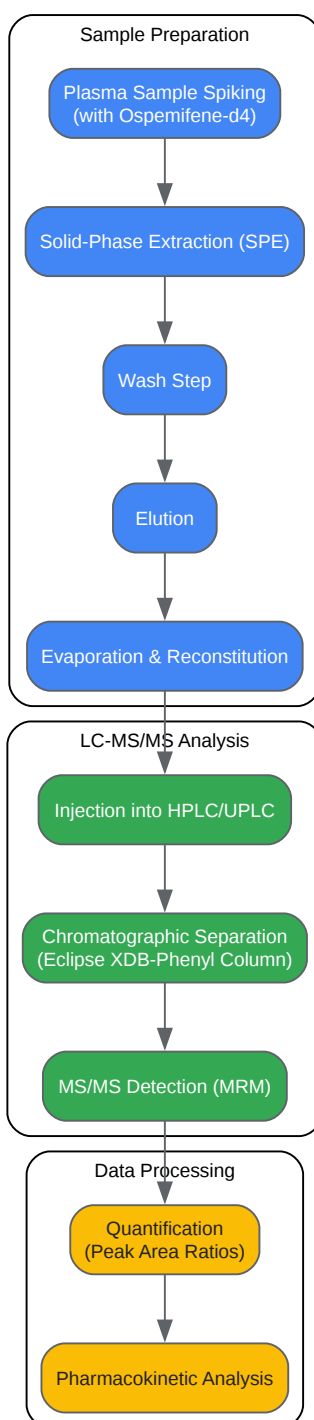 Sample Preparation
Plasma Sample Spiking
(with Ospemifene-d4)
Solid-Phase Extraction (SPE)
Wash Step
Elution
Evaporation & Reconstitution
LC-MS/MS Analysis
Injection into HPLC/UPLC
Chromatographic Separation
(Eclipse XDB-Phenyl Column)
MS/MS Detection (MRM)
Data Processing
Quantification
(Peak Area Ratios)
Pharmacokinetic Analysis